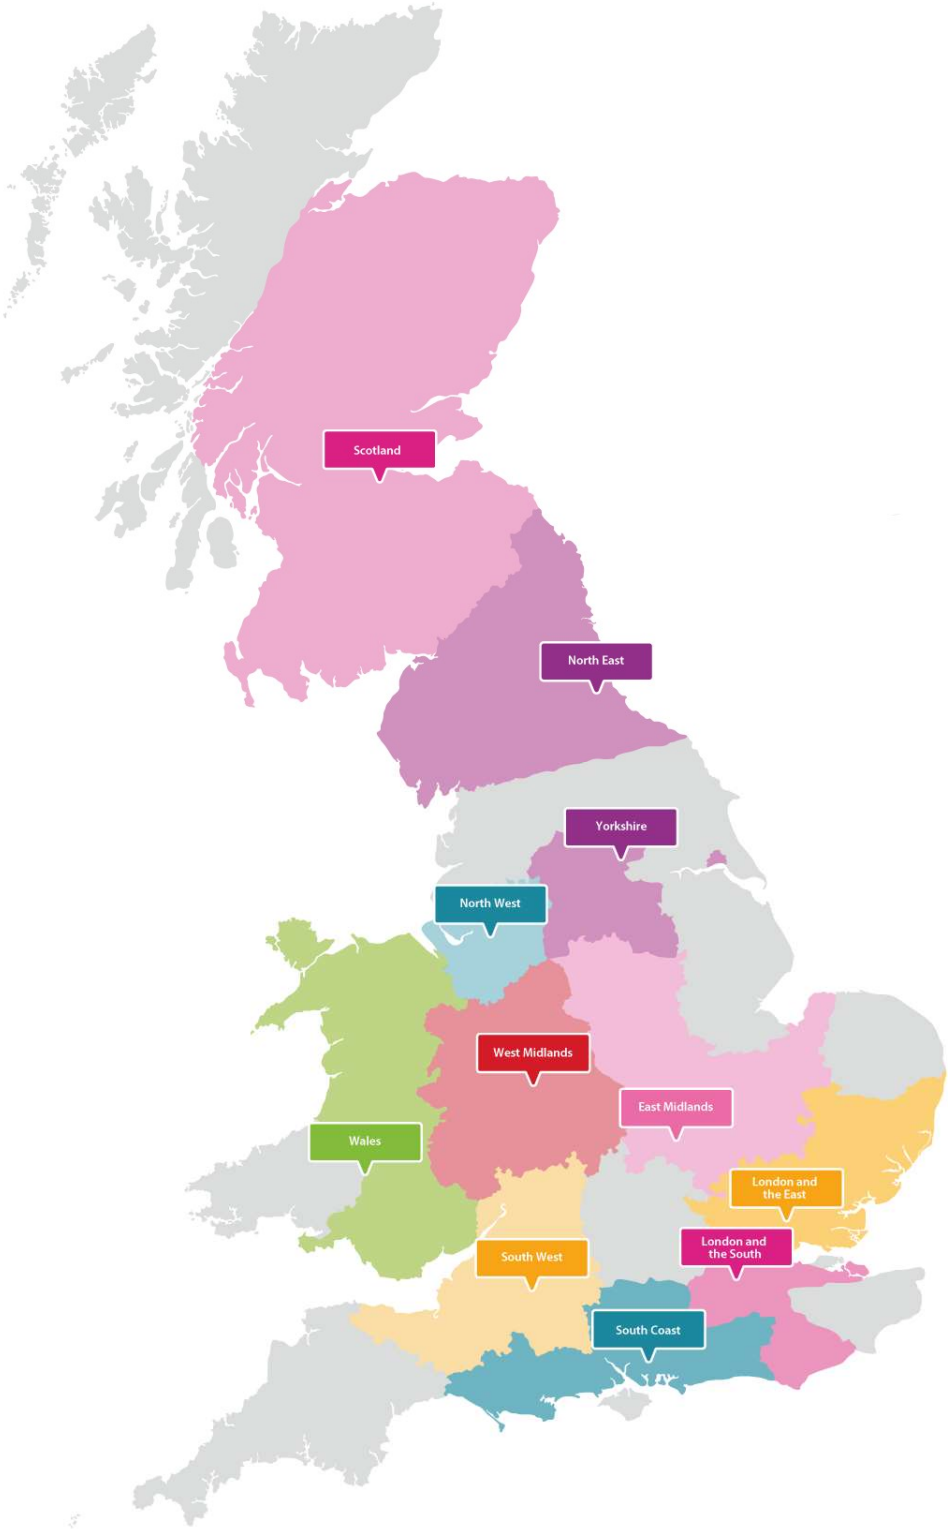 Scotland
North East
Yorkshire
North West
West Midlands
East Midlands
Wales
London and
the East
London and
the South
South West
South Coast